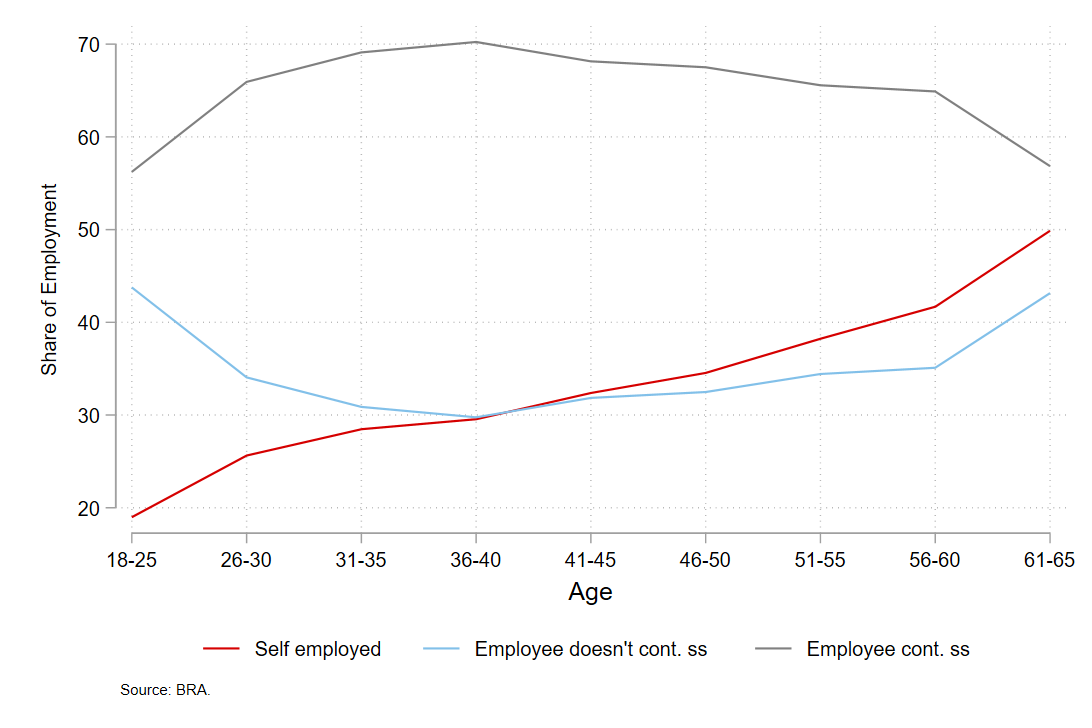 Share of Employment
70
60
50
40
30
20
18-25 26-30 31-35 36-40 41-45 46-50 51-55 56-60 61-65
Age
Self employed Employee doesn't cont. ss Employee cont. ss
Source: BRA.